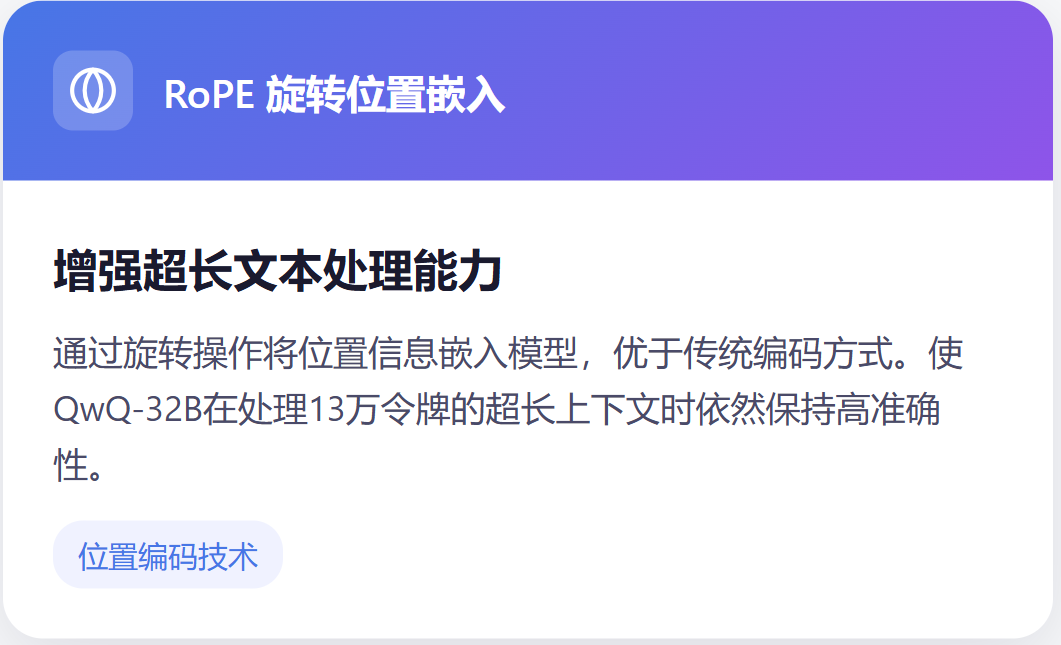 RoPE 旋转位置嵌入
增强超长文本处理能力
通过旋转操作将位置信息嵌入模型，优于传统编码方式。使
QwQ-32B在处理13万令牌的超长上下文时依然保持高准确
性。
位置编码技术